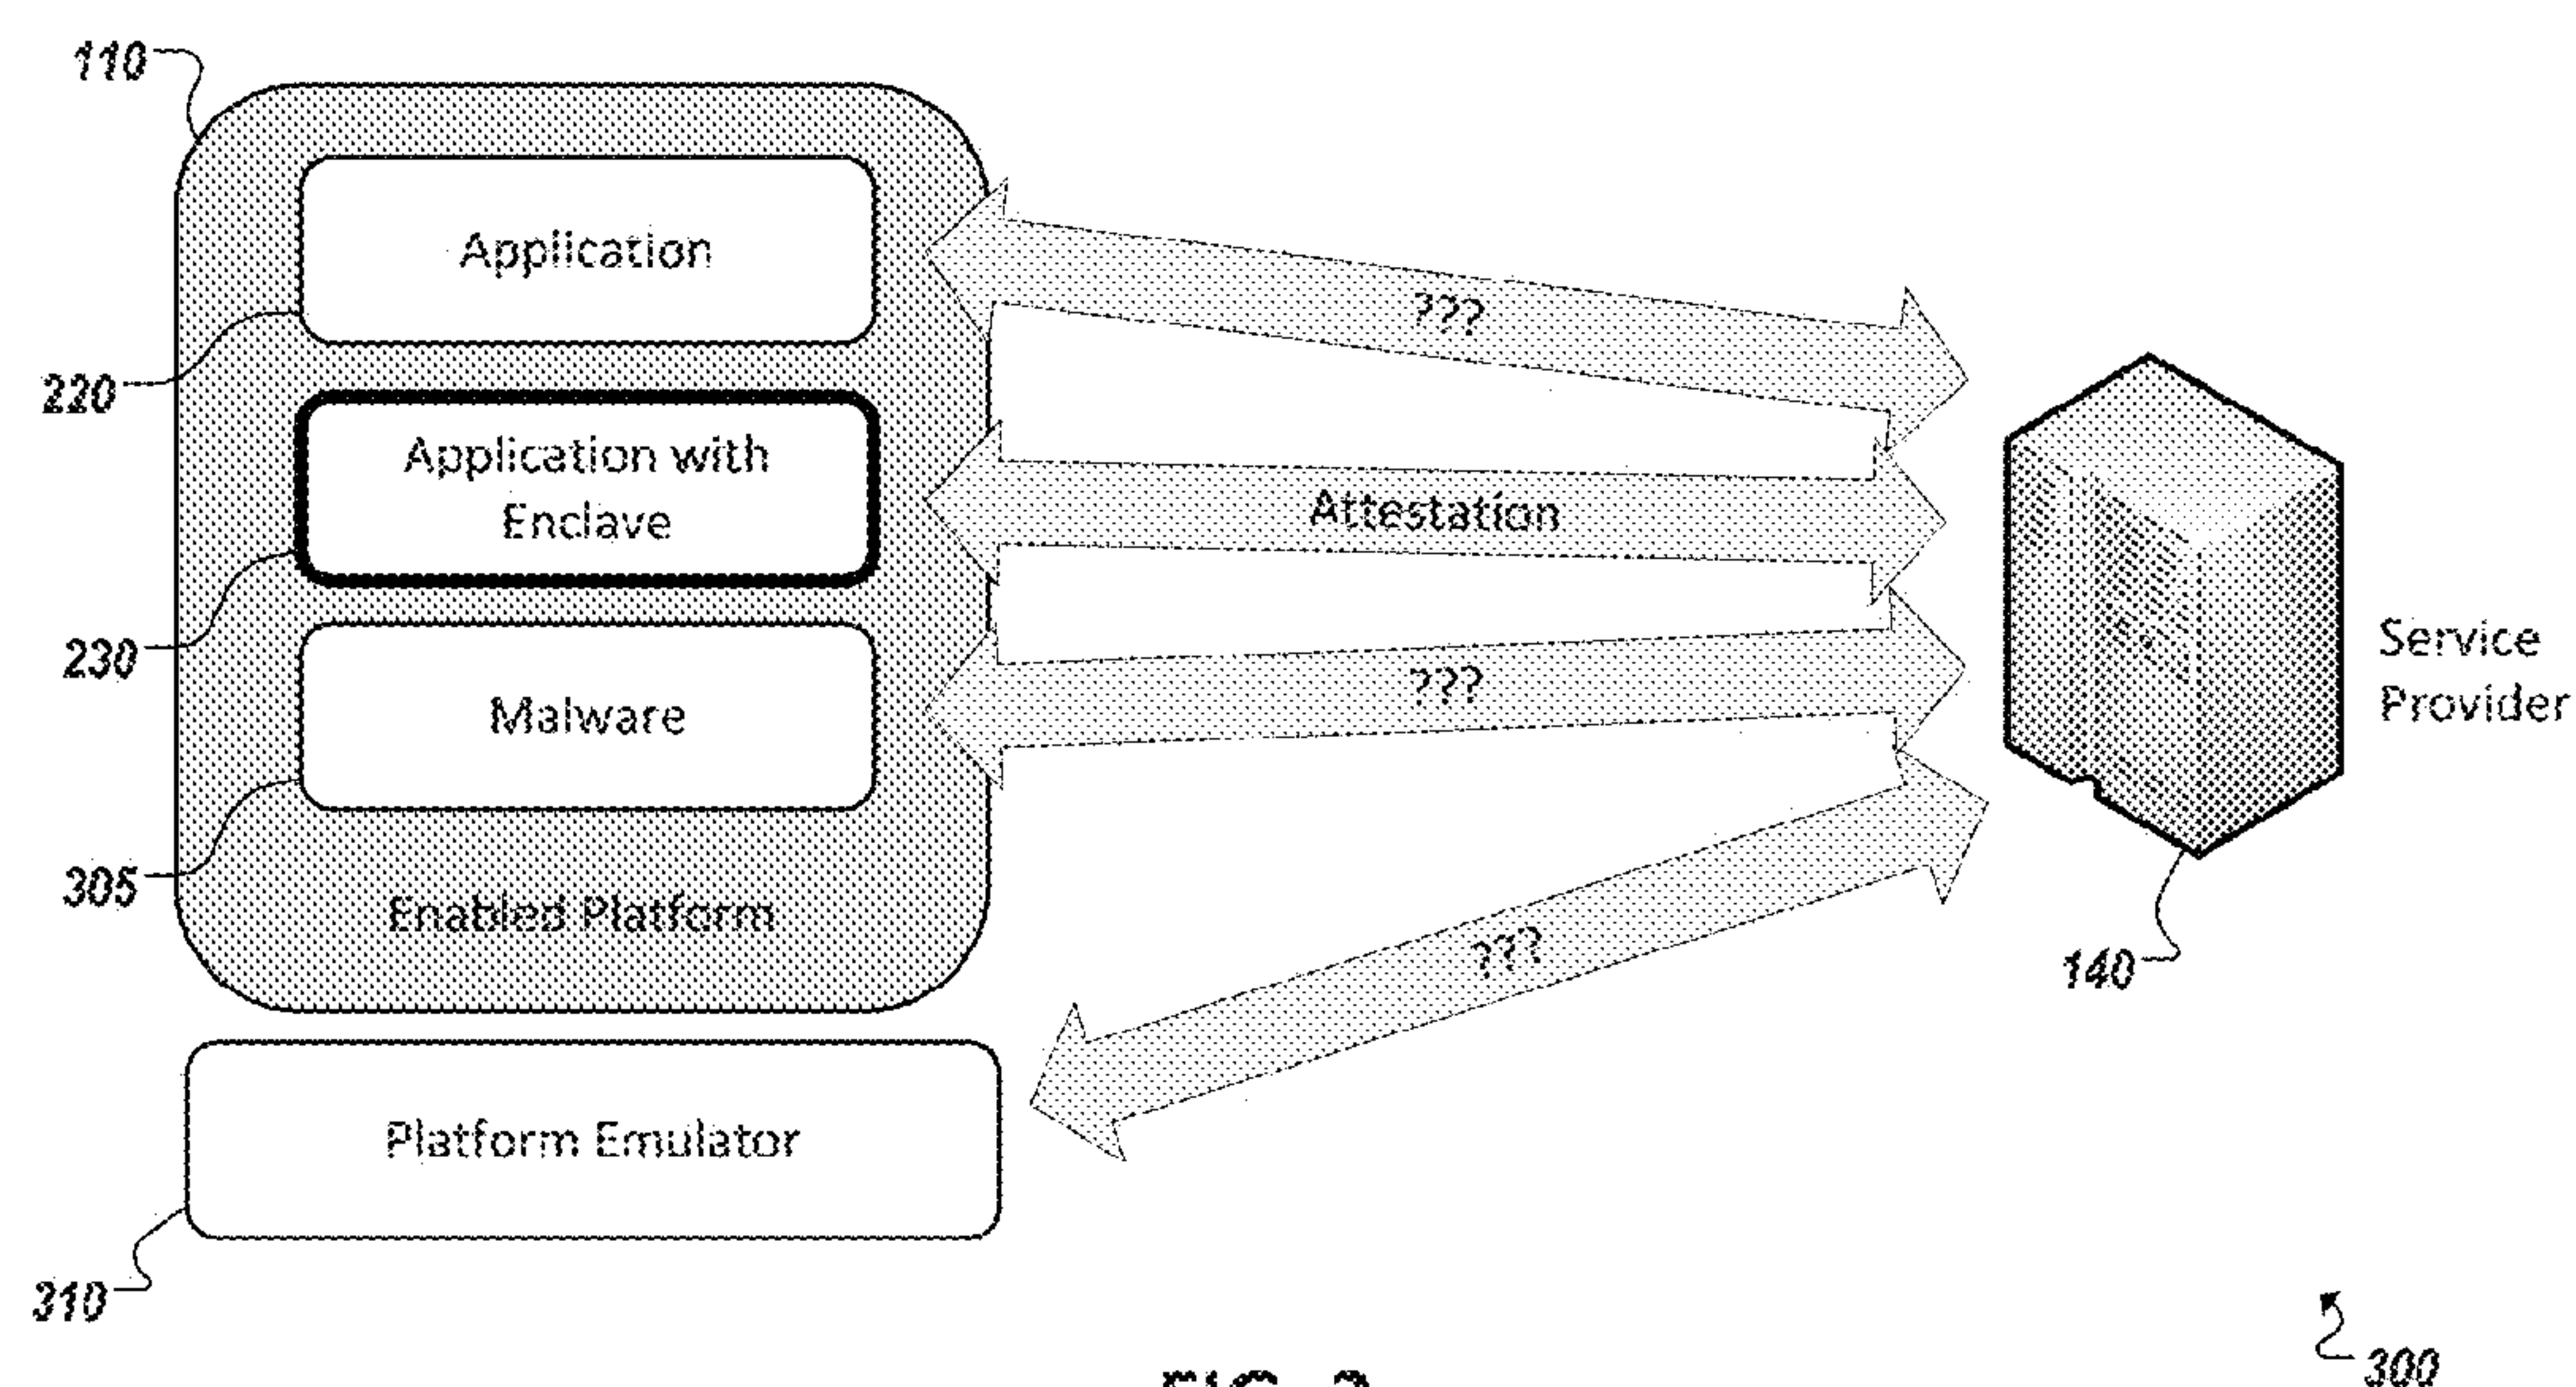 110
Application
???
220
Application with
Enclave
Attestation
230
Malware
???
Service
Provider
305
Enabled Platform
???
140
Platform Emulator
310
300